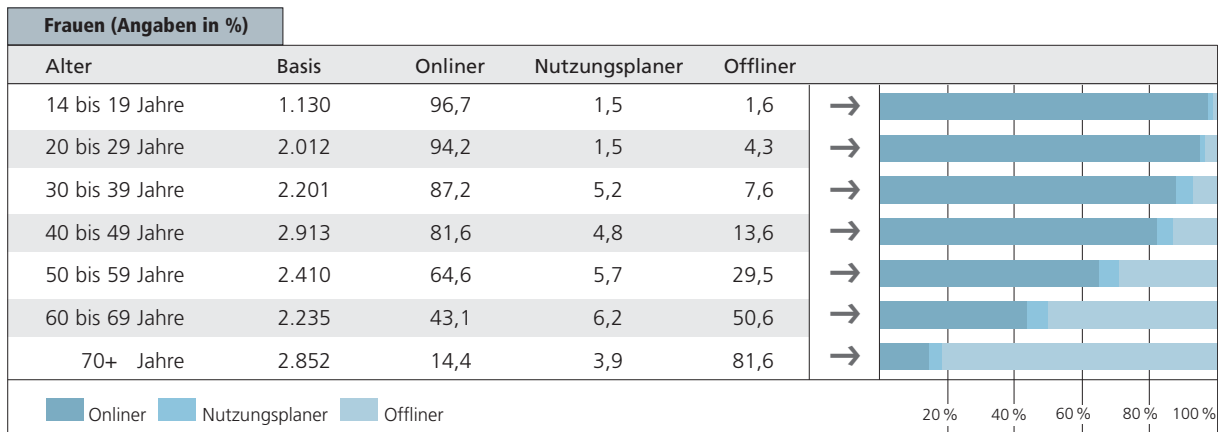 Frauen (Angaben in %)
Alter Basis Onliner Nutzungsplaner Offliner
14 bis 19 Jahre 1.130 96,7 1,5 1,6
20 bis 29 Jahre 2.012 94,2 1,5 4,3
30 bis 39 Jahre 2.201 87,2 5,2 7,6
40 bis 49 Jahre 2.913 81,6 4,8 13,6
50 bis 59 Jahre 2.410 64,6 5,7 29,5
60 bis 69 Jahre 2.235 43,1 6,2 50,6
70+ Jahre 2.852 14,4 3,9 81,6
Onliner Nutzungsplaner Offliner 20 % 40 % 60 % 80 % 100 %